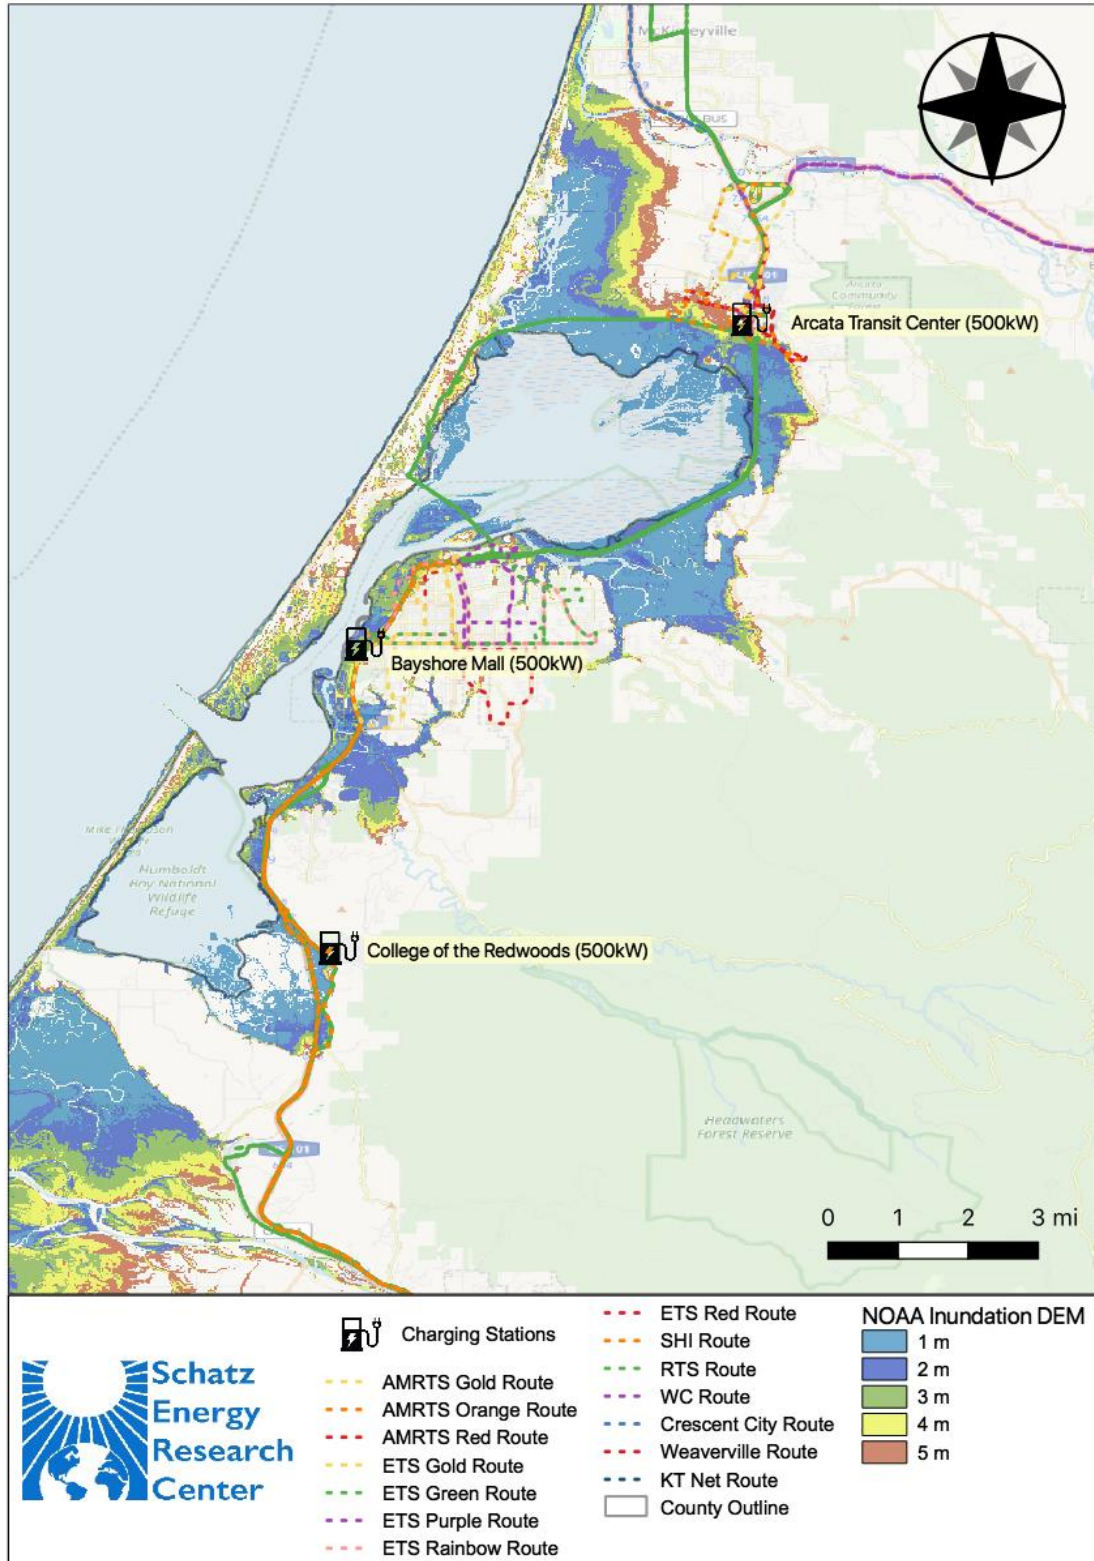 McKinleyville
Arcata
Community
Forest
Arcata Transit Center (500kW)
Bayshore Mall (500kW)
Humboldt
Bay National
Wildlife
Refuge
College of the Redwoods (500kW)
Headwaters
Forest Reserve
0 1 2 3 mi
Schatz
Energy
Research
Center
Charging Stations
AMRTS Gold Route
AMRTS Orange Route
AMRTS Red Route
ETS Gold Route
ETS Green Route
ETS Purple Route
ETS Rainbow Route
ETS Red Route
SHI Route
RTS Route
WC Route
Crescent City Route
Weaverville Route
KT Net Route
County Outline
NOAA Inundation DEM
1 m
2 m
3 m
4 m
5 m